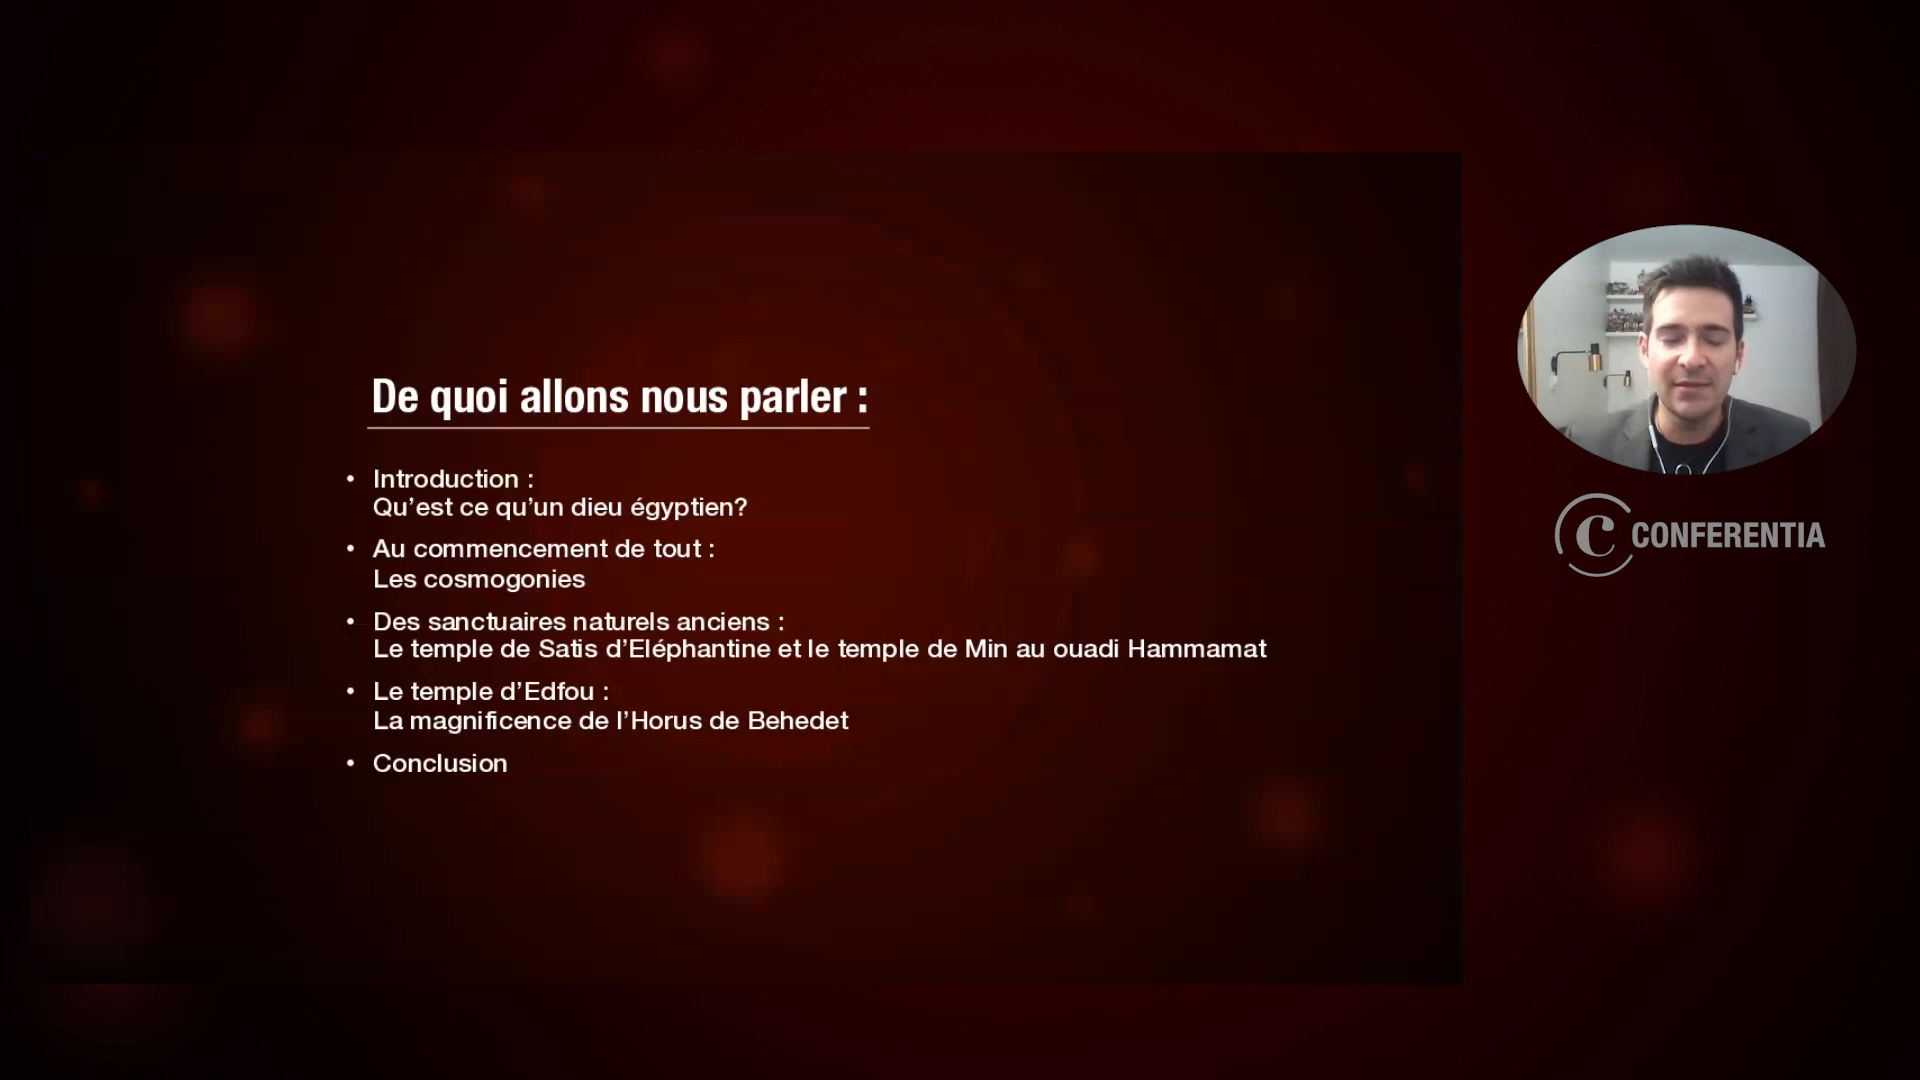 De quoi allons nous parler :
• Introduction :
Qu’est ce qu’un dieu égyptien?
• Au commencement de tout :
Les cosmogonies
• Des sanctuaires naturels anciens :
Le temple de Satis d’Eléphantine et le temple de Min au ouadi Hammamat
• Le temple d’Edfou :
La magnificence de l’Horus de Behedet
• Conclusion
C CONFERENTIA